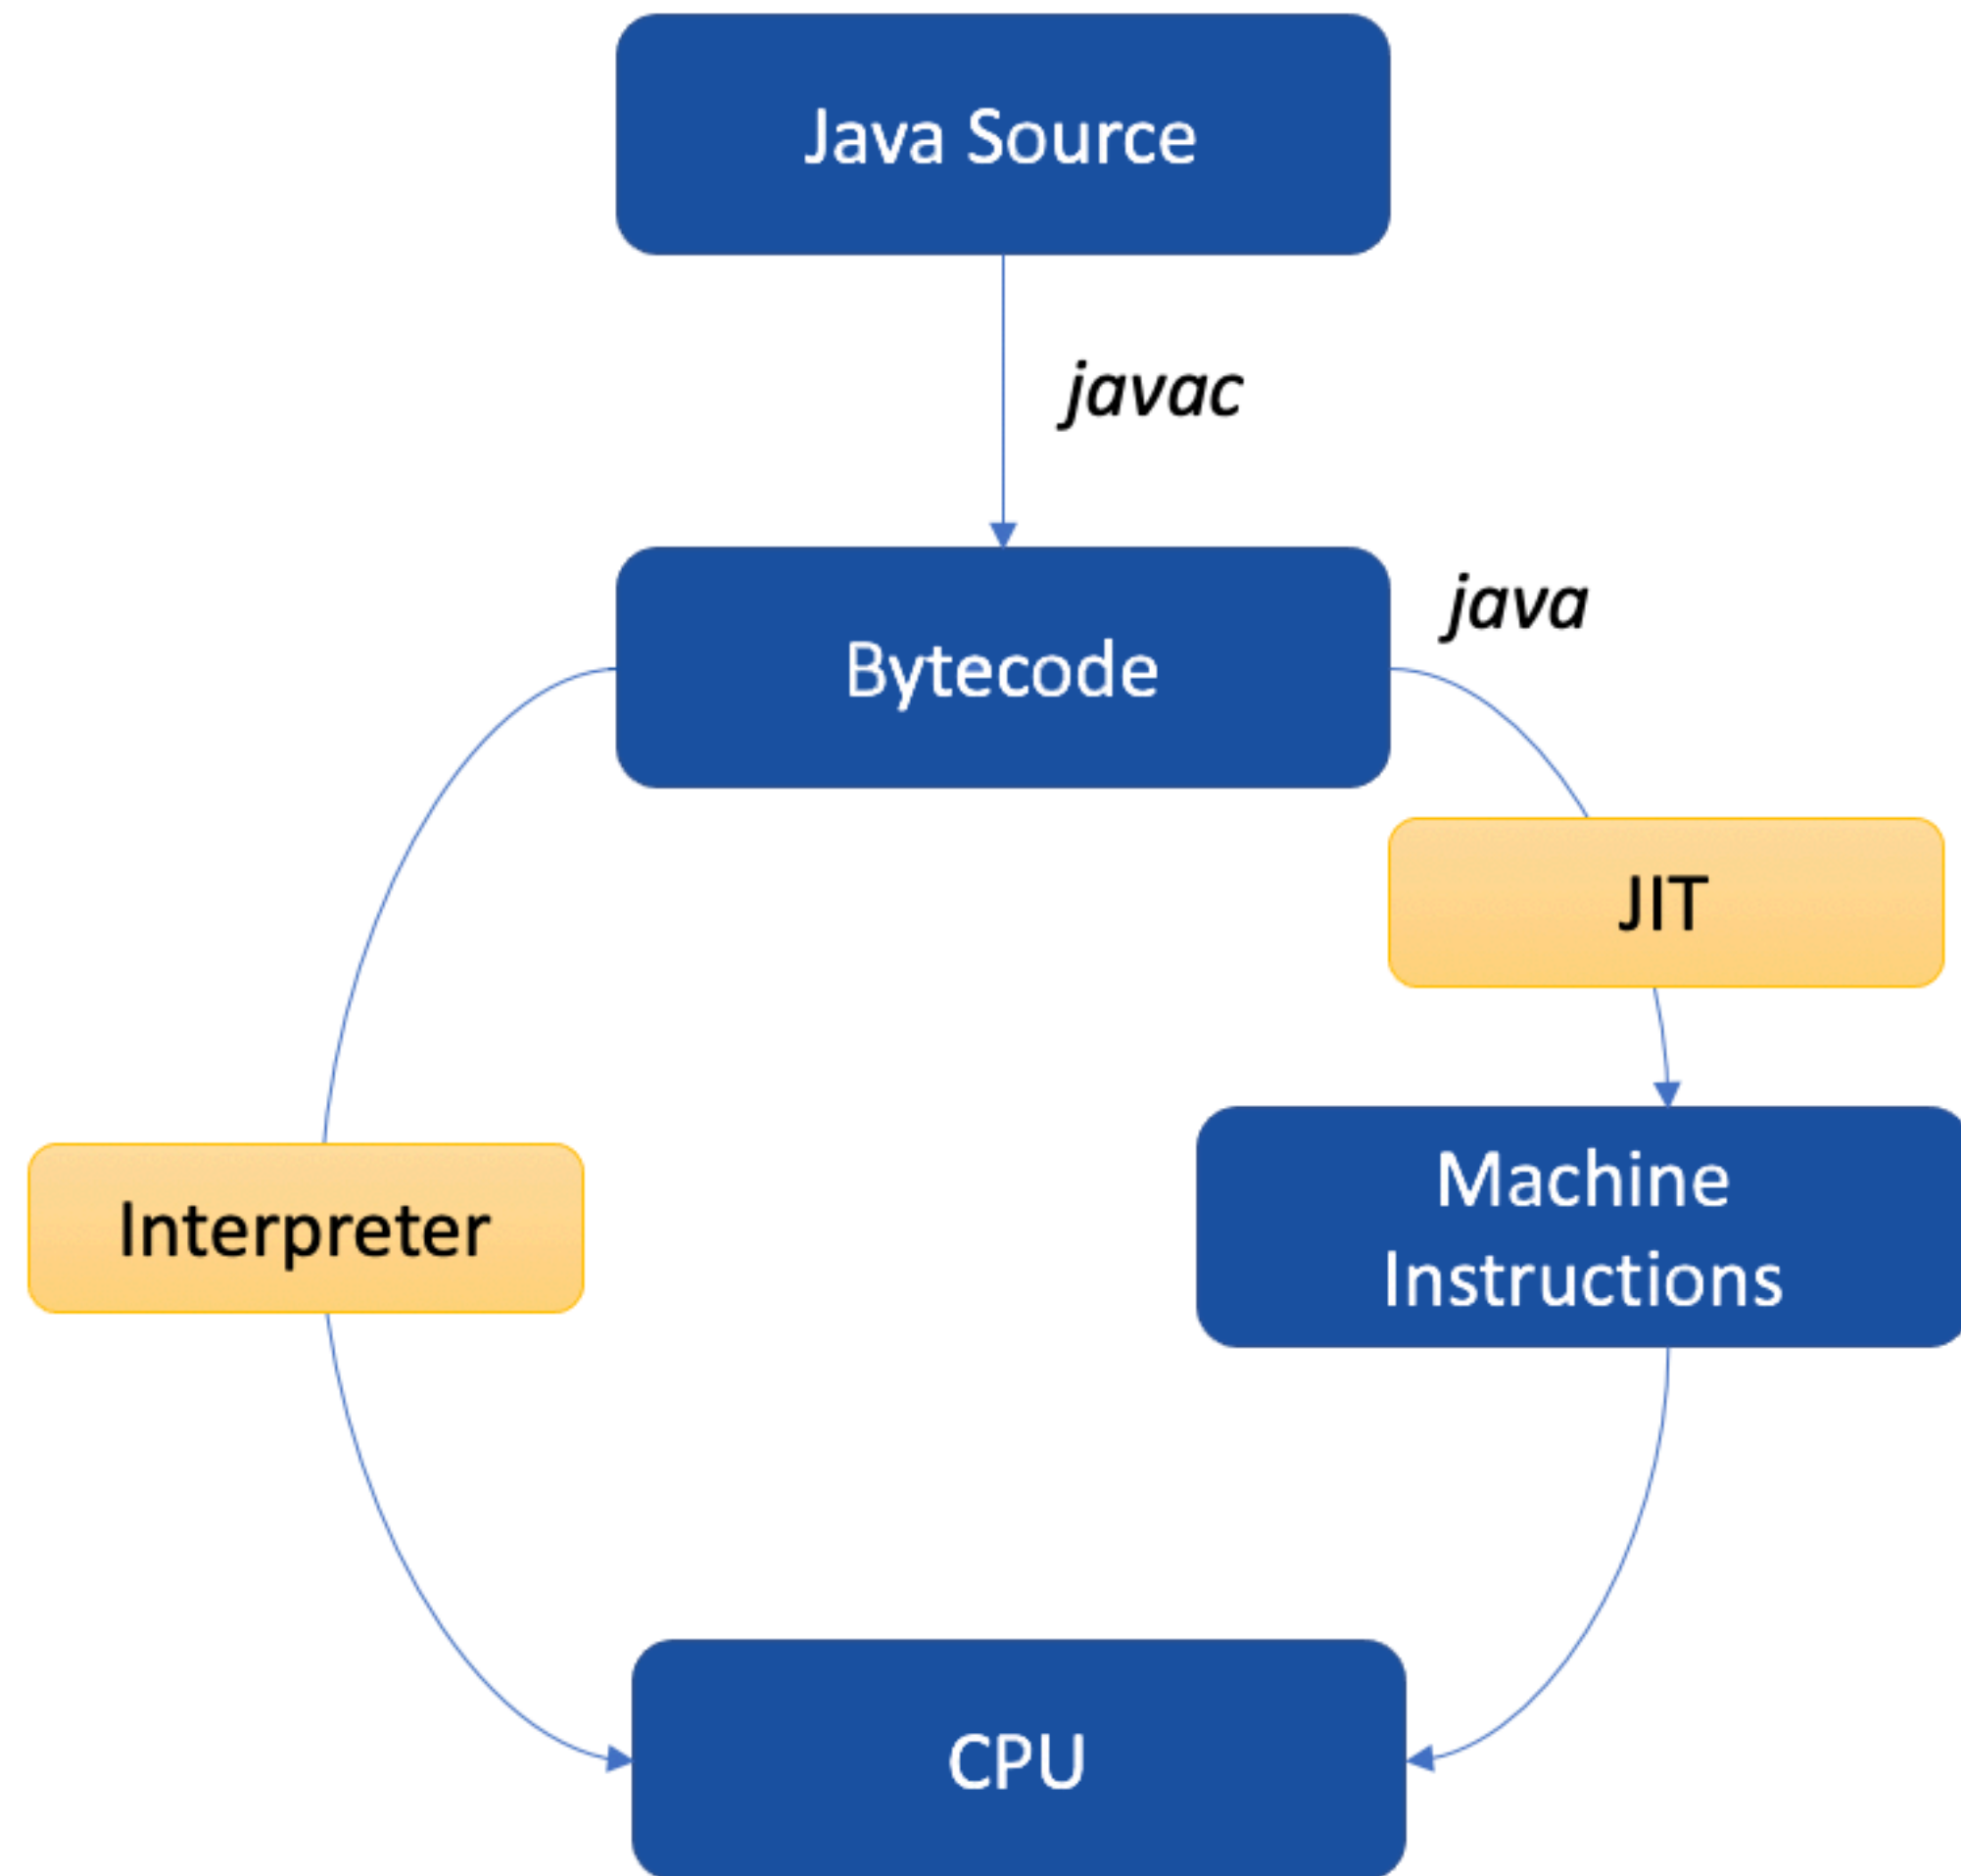 Java Source
javac
Bytecode
java
JIT
Interpreter
Machine
Instructions
CPU